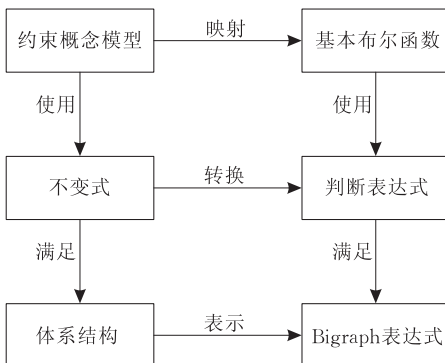 约束概念模型
映射
基本布尔函数
使用
使用
不变式
转换
判断表达式
满足
满足
体系结构
表示
Bigraph表达式